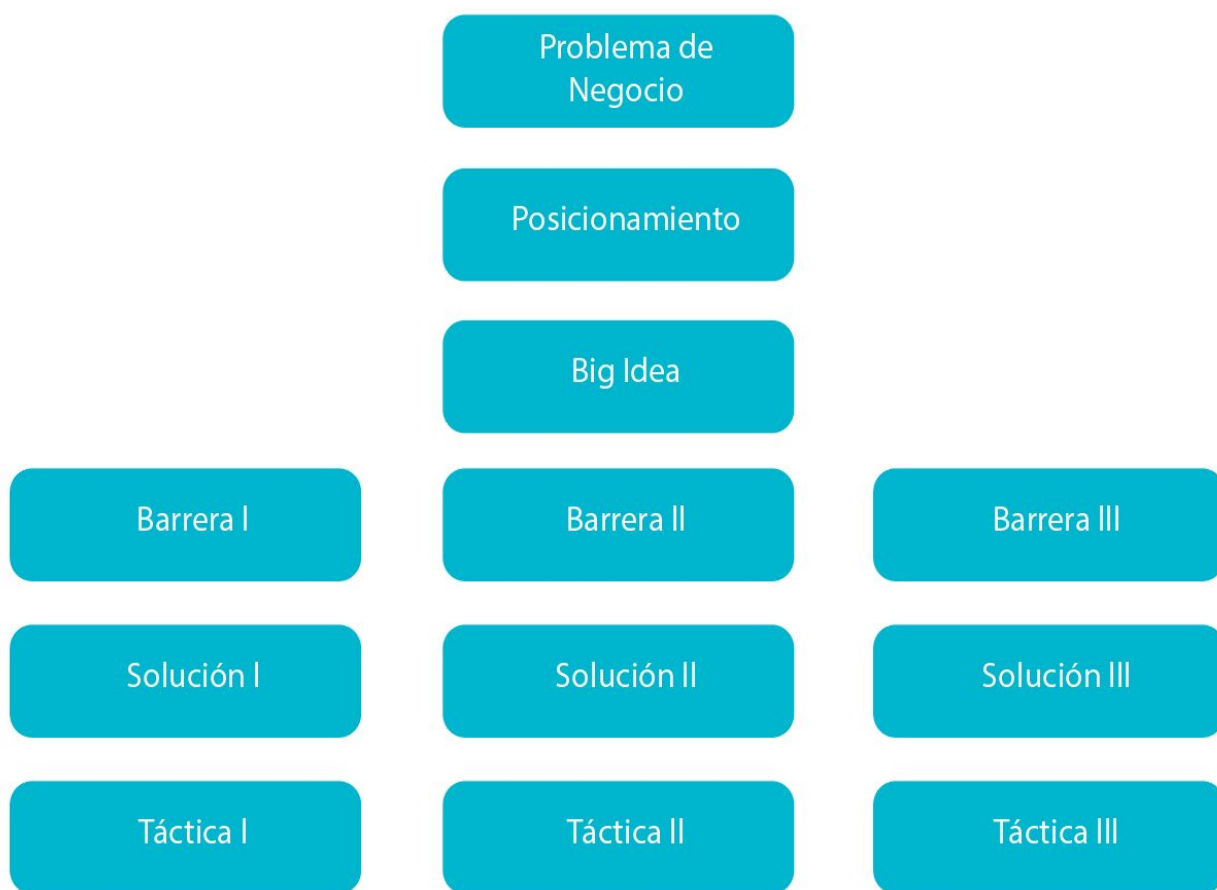 Problema de
Negocio
Posicionamiento
Big Idea
Barrera I
Barrera II
Barrera III
Solución I
Solución II
Solución III
Táctica I
Táctica II
Táctica III